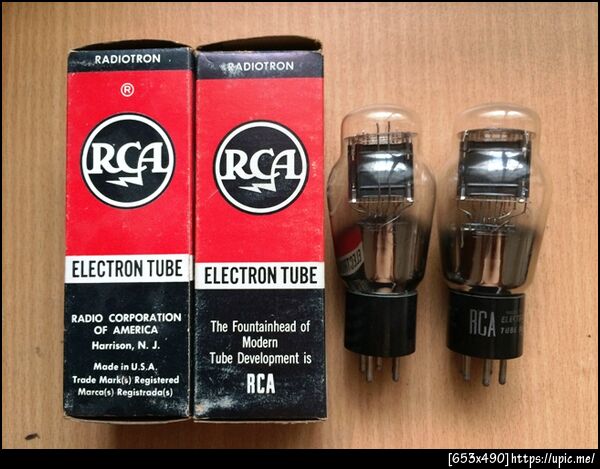 RADIOTRON
®
RCA
ELECTRON TUBE
RADIO CORPORATION
OF AMERICA
Harrison, N. J.
Made in U.S.A.
Trade Mark(s) Registered
Marca(s) Registrada(s)
RADIOTRON
RCA
ELECTRON TUBE
The Fountainhead of
Modern
Tube Development is
RCA
RCA
TUBE
[653x490]https://upic.me/